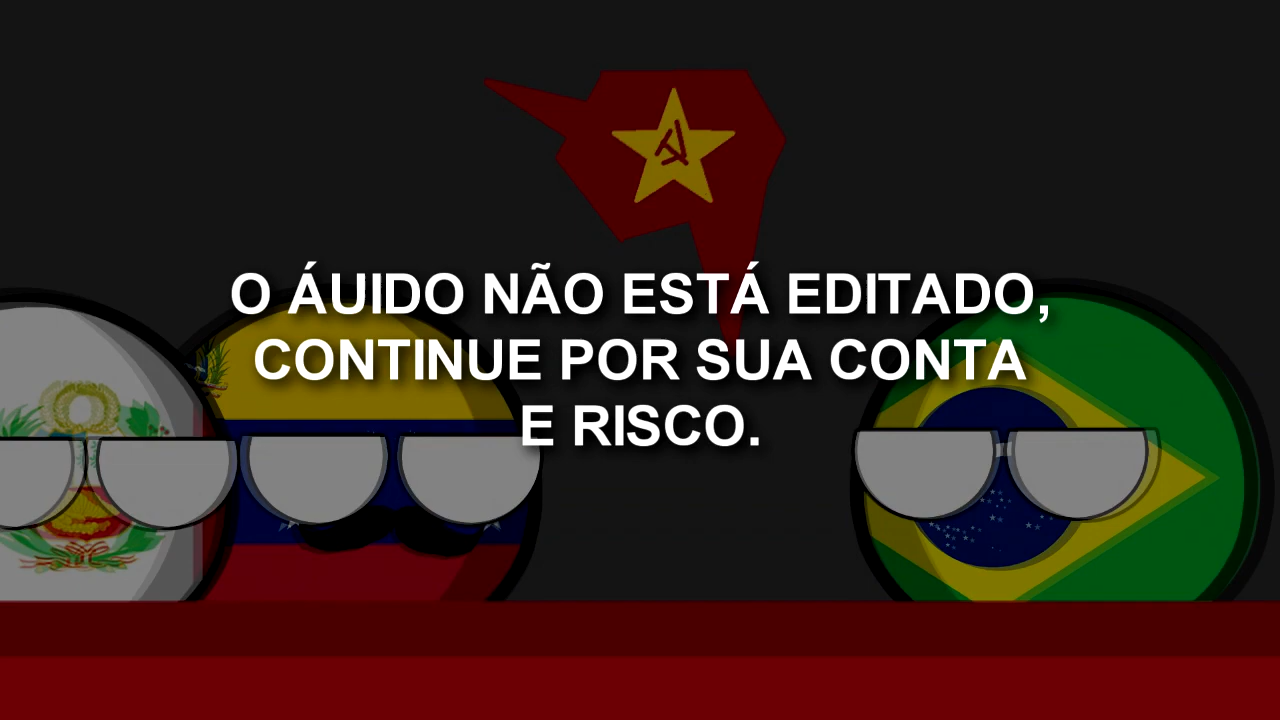 O ÁUIDO NÃO ESTÁ EDITADO,
CONTINUE POR SUA CONTA
E RISCO.